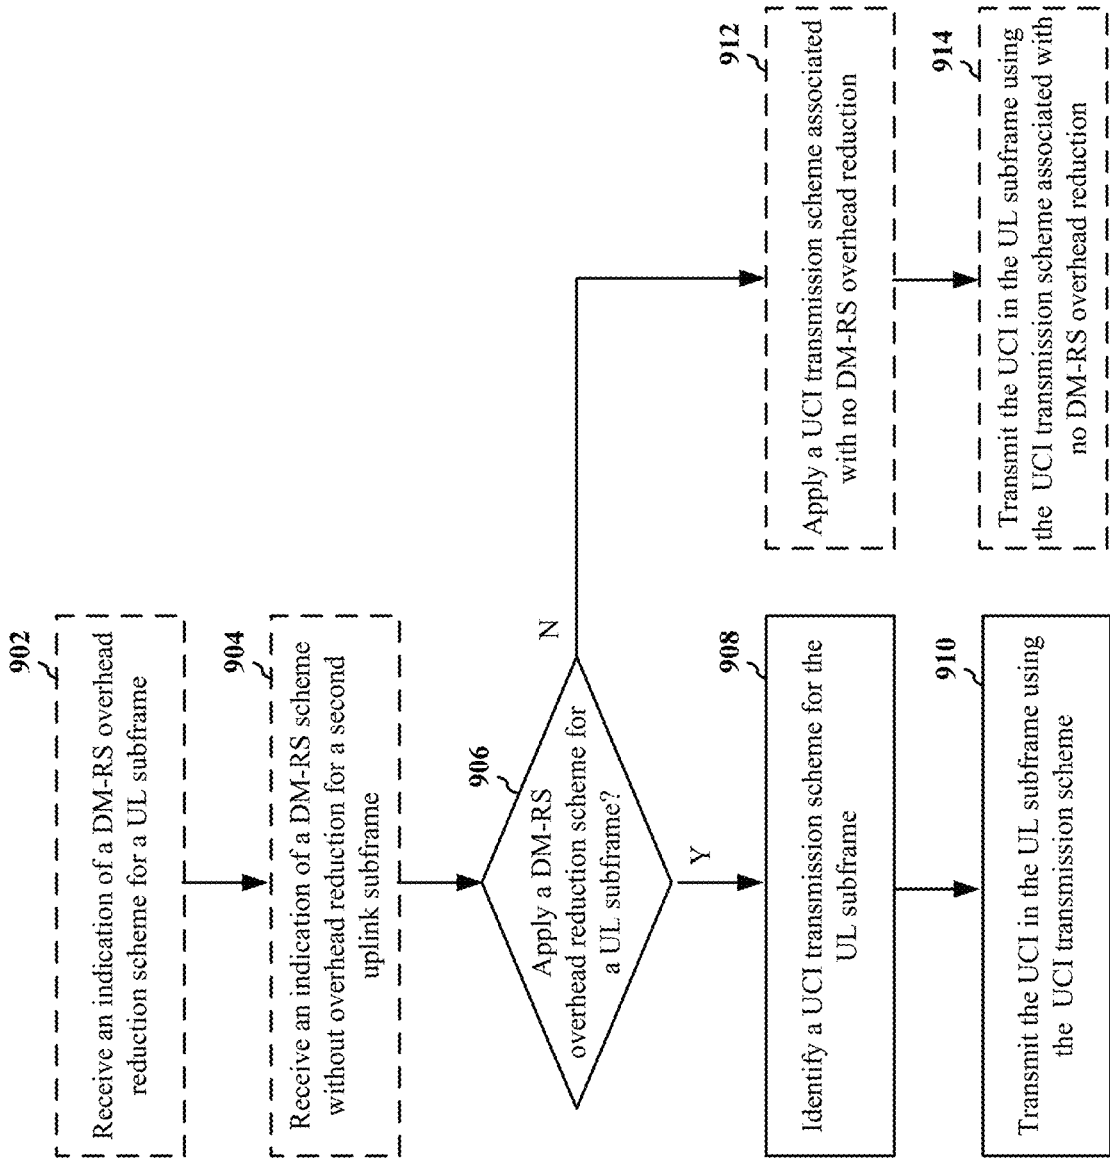 902
Receive an indication of a DM-RS overhead
reduction scheme for a UL subframe
904
Receive an indication of a DM-RS scheme
without overhead reduction for a second
uplink subframe
906
Apply a DM-RS
overhead reduction scheme for
a UL subframe?
N
Y
908
Identify a UCI transmission scheme for the
UL subframe
910
Transmit the UCI in the UL subframe using
the UCI transmission scheme
912
Apply a UCI transmission scheme associated
with no DM-RS overhead reduction
914
Transmit the UCI in the UL subframe using
the UCI transmission scheme associated with
no DM-RS overhead reduction